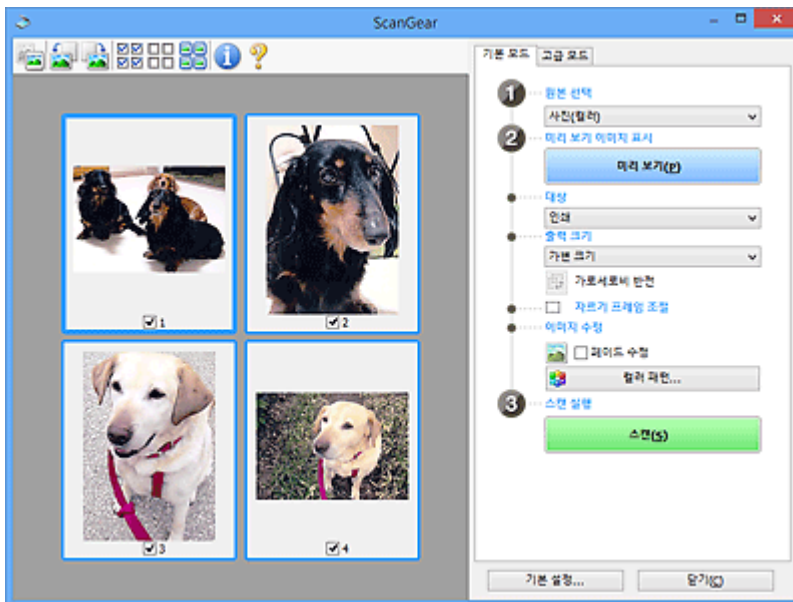 ScanGear
기본 모드 고급 모드
1 원본 선택
사진(컬러)
2 미리 보기 이미지 표시
미리 보기(P)
대상
인쇄
출력 크기
가변 크기
가로세로비 반전
자르기 프레임 조절
이미지 수정
페이드 수정
컬러 패턴...
3 스캔 실행
스캔(S)
1
2
3
4
기본 설정... 닫기(C)